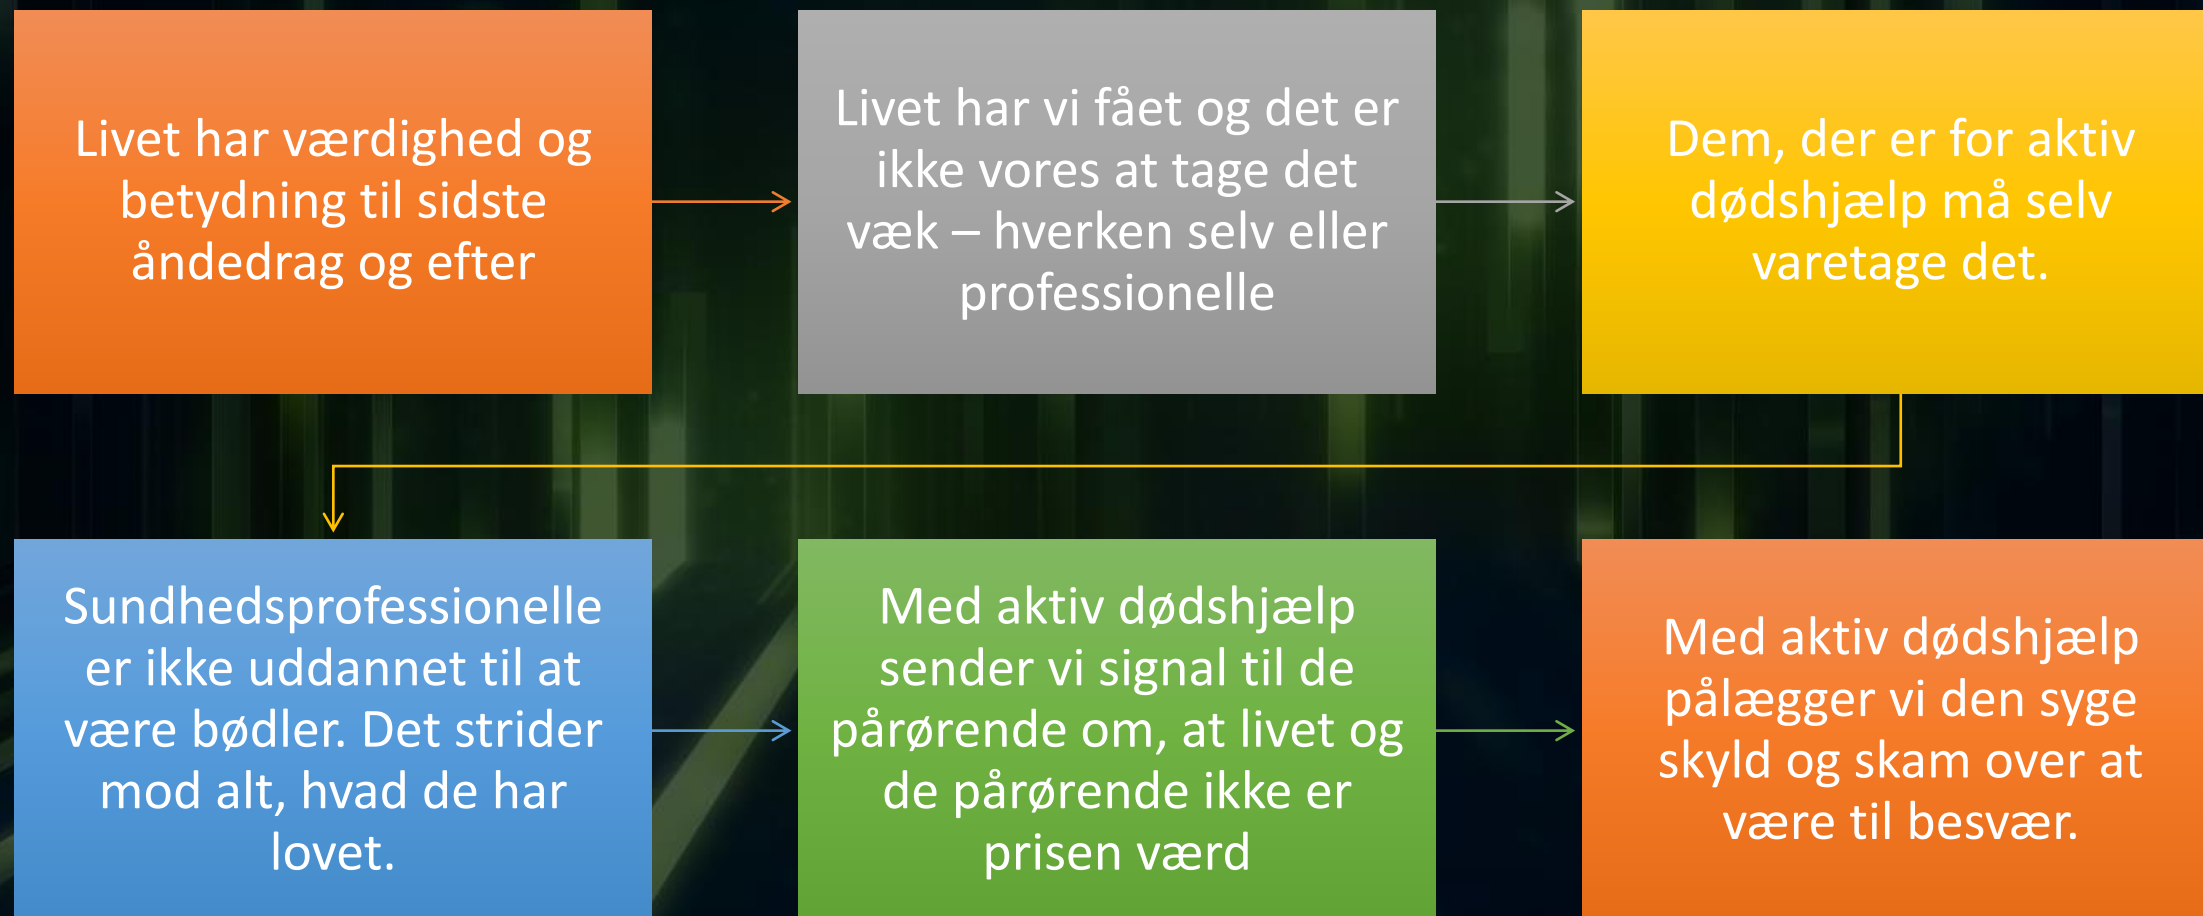 Livet har værdighed og
betydning til sidste
åndedrag og efter
Livet har vi fået og det er
ikke vores at tage det
væk – hverken selv eller
professionelle
Dem, der er for aktiv
dødshjælp må selv
varetage det.
Sundhedsprofessionelle
er ikke uddannet til at
være bødler. Det strider
mod alt, hvad de har
lovet.
Med aktiv dødshjælp
sender vi signal til de
pårørende om, at livet og
de pårørende ikke er
prisen værd
Med aktiv dødshjælp
pålægger vi den syge
skyld og skam over at
være til besvær.